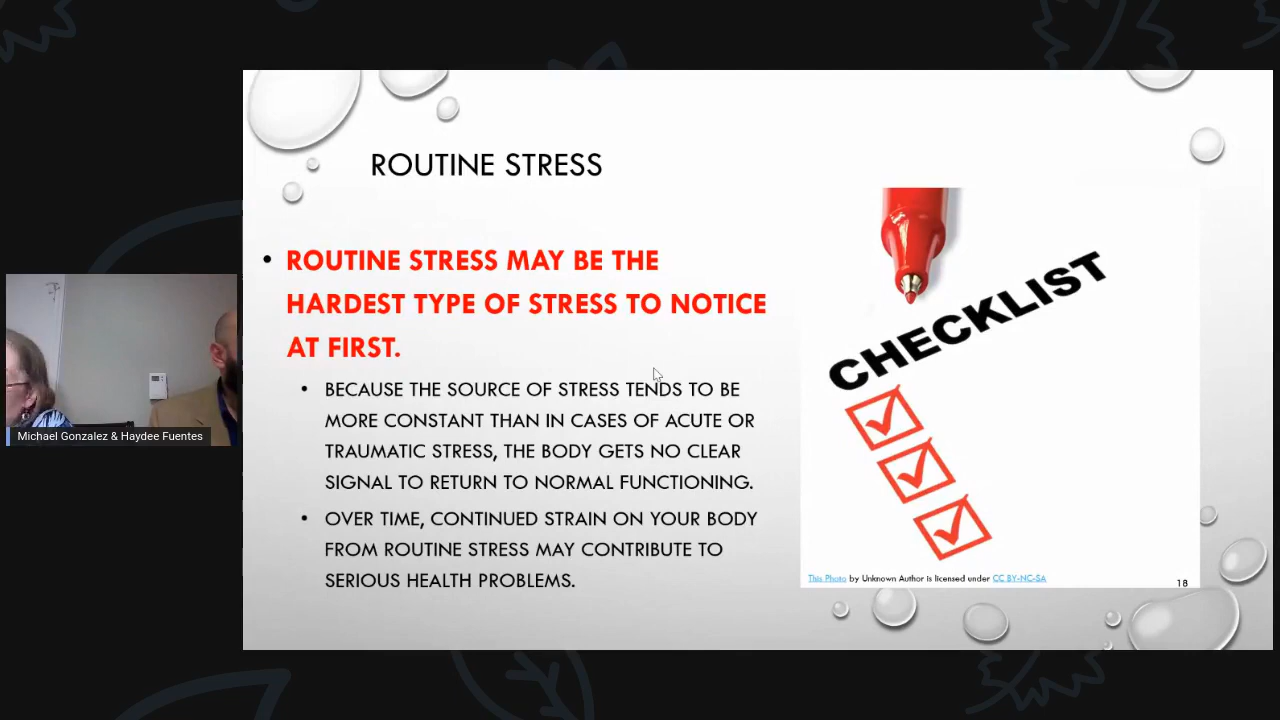 ROUTINE STRESS
• ROUTINE STRESS MAY BE THE
HARDEST TYPE OF STRESS TO NOTICE
AT FIRST.
• BECAUSE THE SOURCE OF STRESS TENDS TO BE
MORE CONSTANT THAN IN CASES OF ACUTE OR
TRAUMATIC STRESS, THE BODY GETS NO CLEAR
SIGNAL TO RETURN TO NORMAL FUNCTIONING.
• OVER TIME, CONTINUED STRAIN ON YOUR BODY
FROM ROUTINE STRESS MAY CONTRIBUTE TO
SERIOUS HEALTH PROBLEMS.
CHECKLIST
This Photo by Unknown Author is licensed under CC BY-NC-SA
18
Michael Gonzalez & Haydee Fuentes